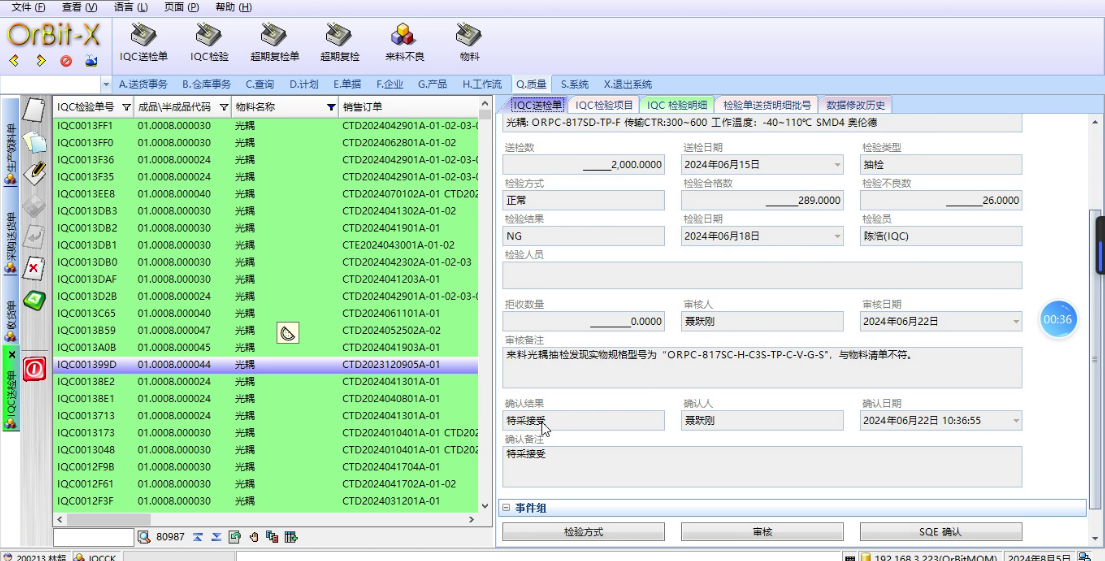 文件 (F) 查看 (V) 语言 (L) 页面 (P) 帮助 (H)
OrBit-X
IQC送检单 IQC检验 超期复检单 超期复检 来料不良 物料
A.送货事务 B.仓库事务 C.查询 D.计划 E.单据 F.企业 G.产品 H.工作流 Q.质量 S.系统 X.退出系统
生产领料单
采购送货单
收货单
IQC送检单
IQC检验单号 成品\半成品代码 物料名称 销售订单
IQC0013FF1 01.0008.000030 光耦 CTD2024042901A-01-02-03-
IQC0013FF0 01.0008.000030 光耦 CTD2024062801A-01-02
IQC0013F36 01.0008.000024 光耦 CTD2024042901A-01-02-03-
IQC0013F35 01.0008.000024 光耦 CTD2024042901A-01-02-03-
IQC0013EE8 01.0008.000040 光耦 CTD2024070102A-01 CTD202
IQC0013DB3 01.0008.000030 光耦 CTD2024041302A-01-02
IQC0013DB2 01.0008.000030 光耦 CTD2024041901A-01
IQC0013DB1 01.0008.000030 光耦 CTE2024043001A-01-02
IQC0013DB0 01.0008.000030 光耦 CTD2024042302A-01-02-03
IQC0013DAF 01.0008.000030 光耦 CTD2024041203A-01
IQC0013D2B 01.0008.000024 光耦 CTD2024042901A-01-02-03-
IQC0013C65 01.0008.000040 光耦 CTD2024061101A-01
IQC0013B59 01.0008.000047 光耦 CTD2024052502A-02
IQC0013A0B 01.0008.000045 光耦 CTD2024041903A-01
IQC001399D 01.0008.000044 光耦 CTD2023120905A-01
IQC00138E2 01.0008.000024 光耦 CTD2024041301A-01
IQC00138E1 01.0008.000024 光耦 CTD2024040801A-01
IQC0013713 01.0008.000024 光耦 CTD2024041301A-01
IQC0013173 01.0008.000030 光耦 CTD2024010401A-01 CTD202
IQC0013048 01.0008.000030 光耦 CTD2024010401A-01 CTD202
IQC0012F9B 01.0008.000030 光耦 CTD2024041704A-01
IQC0012F61 01.0008.000030 光耦 CTD2024041702A-01-02
IQC0012F3F 01.0008.000030 光耦 CTD2024031201A-01
80987
IQC送检单 IQC检验项目 IQC 检验明细 检验单送货明细批号 数据修改历史
光耦: ORPC-817SD-TP-F 传输CTR:300~600 工作温度：-40~110℃ SMD4 奥伦德
送检数 送检日期 检验类型
2,000.0000 2024年06月15日 抽检
检验方式 检验合格数 检验不良数
正常 289.0000 26.0000
检验结果 检验日期 检验员
NG 2024年06月18日 陈浩(IQC)
检验人员
拒收数量 审核人 审核日期
0.0000 聂跃刚 2024年06月22日
审核备注
来料光耦抽检发现实物规格型号为“ORPC-817SC-H-C3S-TP-C-V-G-S”，与物料清单不符。
确认结果 确认人 确认日期
特采接受 聂跃刚 2024年06月22日 10:36:55
确认备注
特采接受
事件组
检验方式 审核 SQE 确认
00:36
200213 林超 IQCCK 192.168.3.223(OrBitMOM) 2024年8月5日